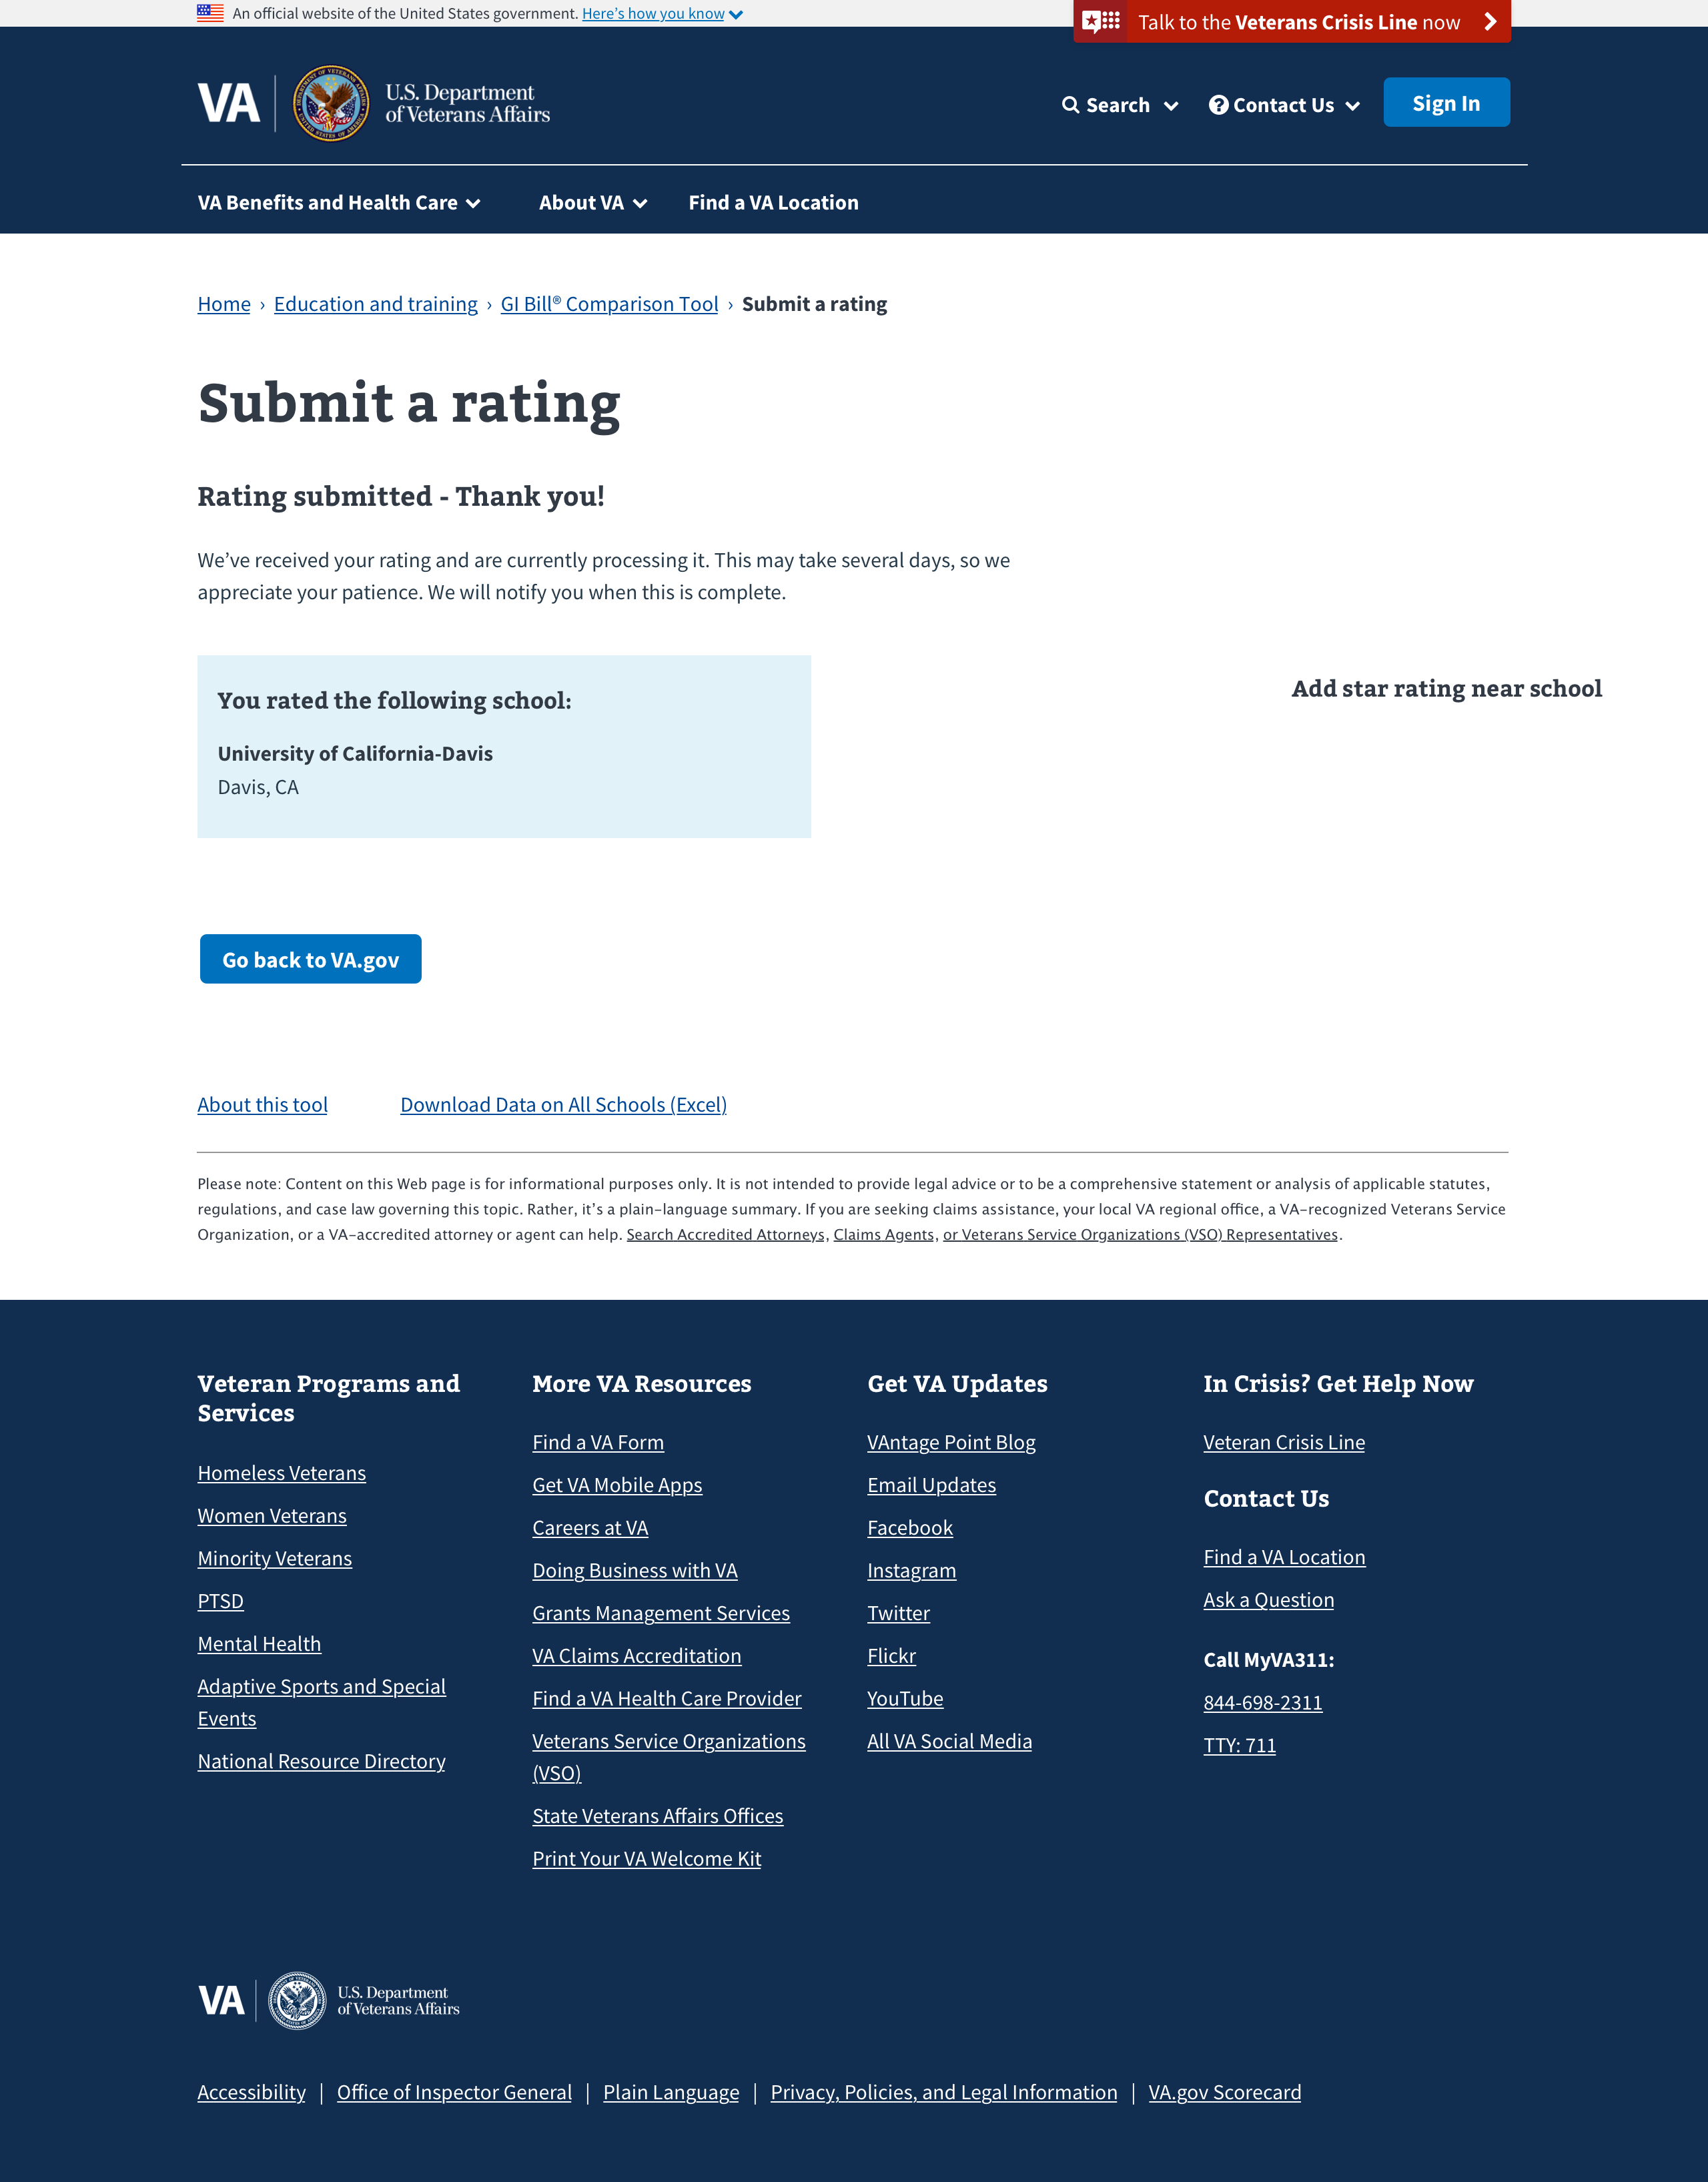 An official website of the United States government. Here's how you know
Talk to the Veterans Crisis Line now
VA
U.S. Department
of Veterans Affairs
Search
Contact Us
Sign In
VA Benefits and Health Care
About VA
Find a VA Location
Home › Education and training › GI Bill® Comparison Tool › Submit a rating
Submit a rating
Rating submitted - Thank you!
We've received your rating and are currently processing it. This may take several days, so we
appreciate your patience. We will notify you when this is complete.
You rated the following school:
University of California-Davis
Davis, CA
Add star rating near school
Go back to VA.gov
About this tool
Download Data on All Schools (Excel)
Please note: Content on this Web page is for informational purposes only. It is not intended to provide legal advice or to be a comprehensive statement or analysis of applicable statutes,
regulations, and case law governing this topic. Rather, it's a plain-language summary. If you are seeking claims assistance, your local VA regional office, a VA-recognized Veterans Service
Organization, or a VA-accredited attorney or agent can help. Search Accredited Attorneys, Claims Agents, or Veterans Service Organizations (VSO) Representatives.
Veteran Programs and
Services
Homeless Veterans
Women Veterans
Minority Veterans
PTSD
Mental Health
Adaptive Sports and Special
Events
National Resource Directory
More VA Resources
Find a VA Form
Get VA Mobile Apps
Careers at VA
Doing Business with VA
Grants Management Services
VA Claims Accreditation
Find a VA Health Care Provider
Veterans Service Organizations
(VSO)
State Veterans Affairs Offices
Print Your VA Welcome Kit
Get VA Updates
VAntage Point Blog
Email Updates
Facebook
Instagram
Twitter
Flickr
YouTube
All VA Social Media
In Crisis? Get Help Now
Veteran Crisis Line
Contact Us
Find a VA Location
Ask a Question
Call MyVA311:
844-698-2311
TTY: 711
VA
U.S. Department
of Veterans Affairs
Accessibility | Office of Inspector General | Plain Language | Privacy, Policies, and Legal Information | VA.gov Scorecard